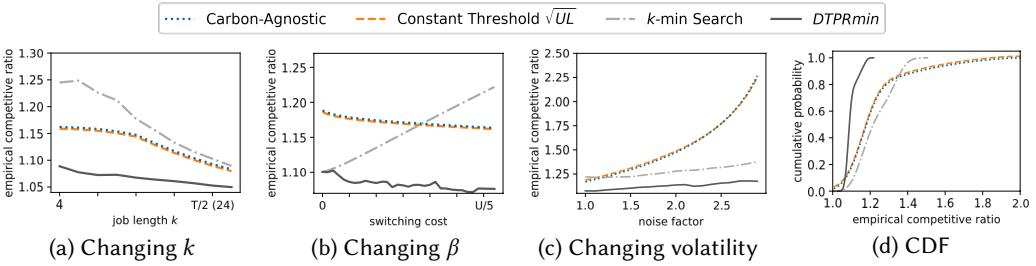 Carbon-Agnostic Constant Threshold √UL k-min Search DTPRmin
empirical competitive ratio
1.30
1.25
1.20
1.15
1.10
1.05
4 T/2 (24)
job length k
(a) Changing k
empirical competitive ratio
1.25
1.20
1.15
1.10
0 U/5
switching cost
(b) Changing β
empirical competitive ratio
2.50
2.25
2.00
1.75
1.50
1.25
1.0 1.5 2.0 2.5
noise factor
(c) Changing volatility
cumulative probability
1.0
0.8
0.6
0.4
0.2
0.0
1.0 1.2 1.4 1.6 1.8 2.0
empirical competitive ratio
(d) CDF